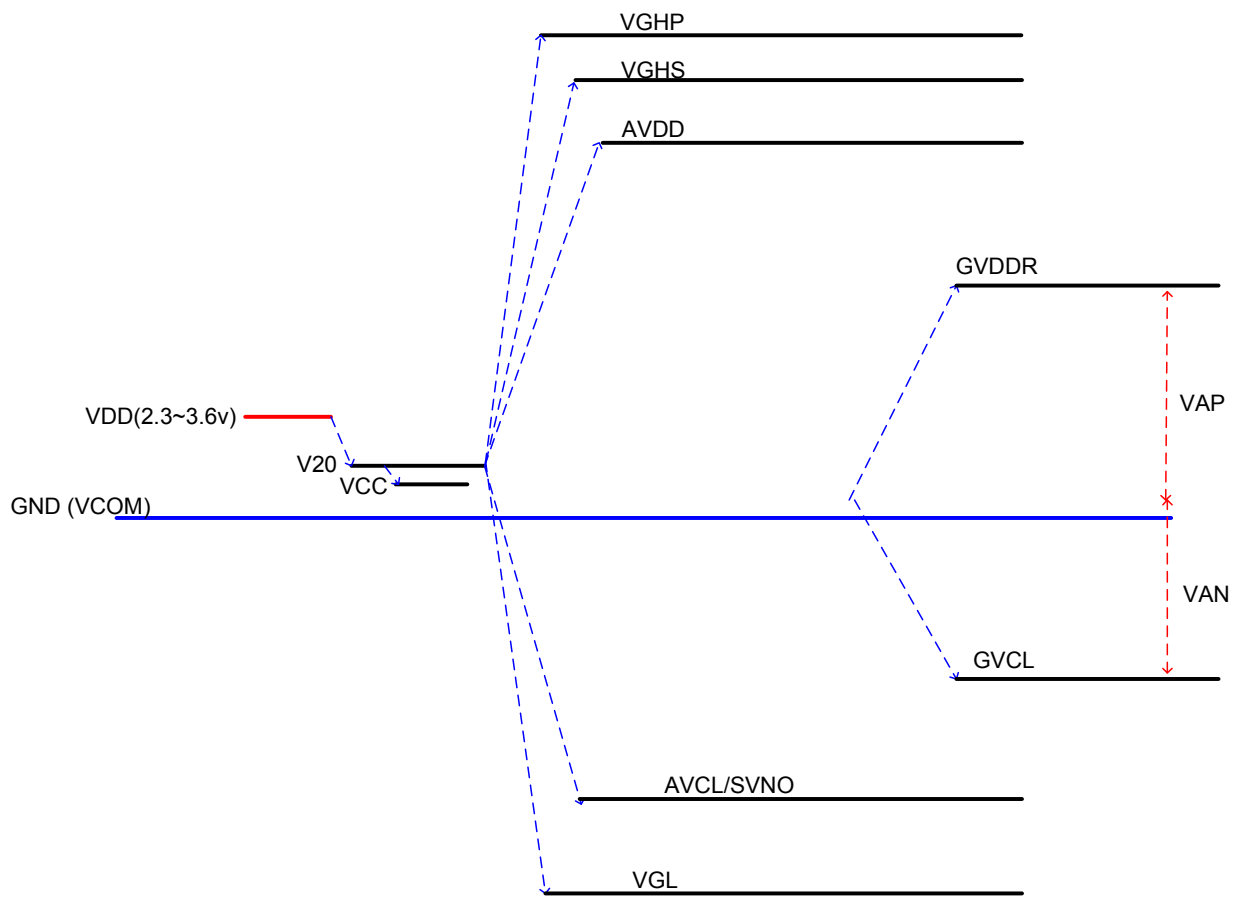 VGHP
VGHS
AVDD
GVDDR
VAP
VDD(2.3~3.6v)
V20
VCC
GND (VCOM)
VAN
GVCL
AVCL/SVNO
VGL